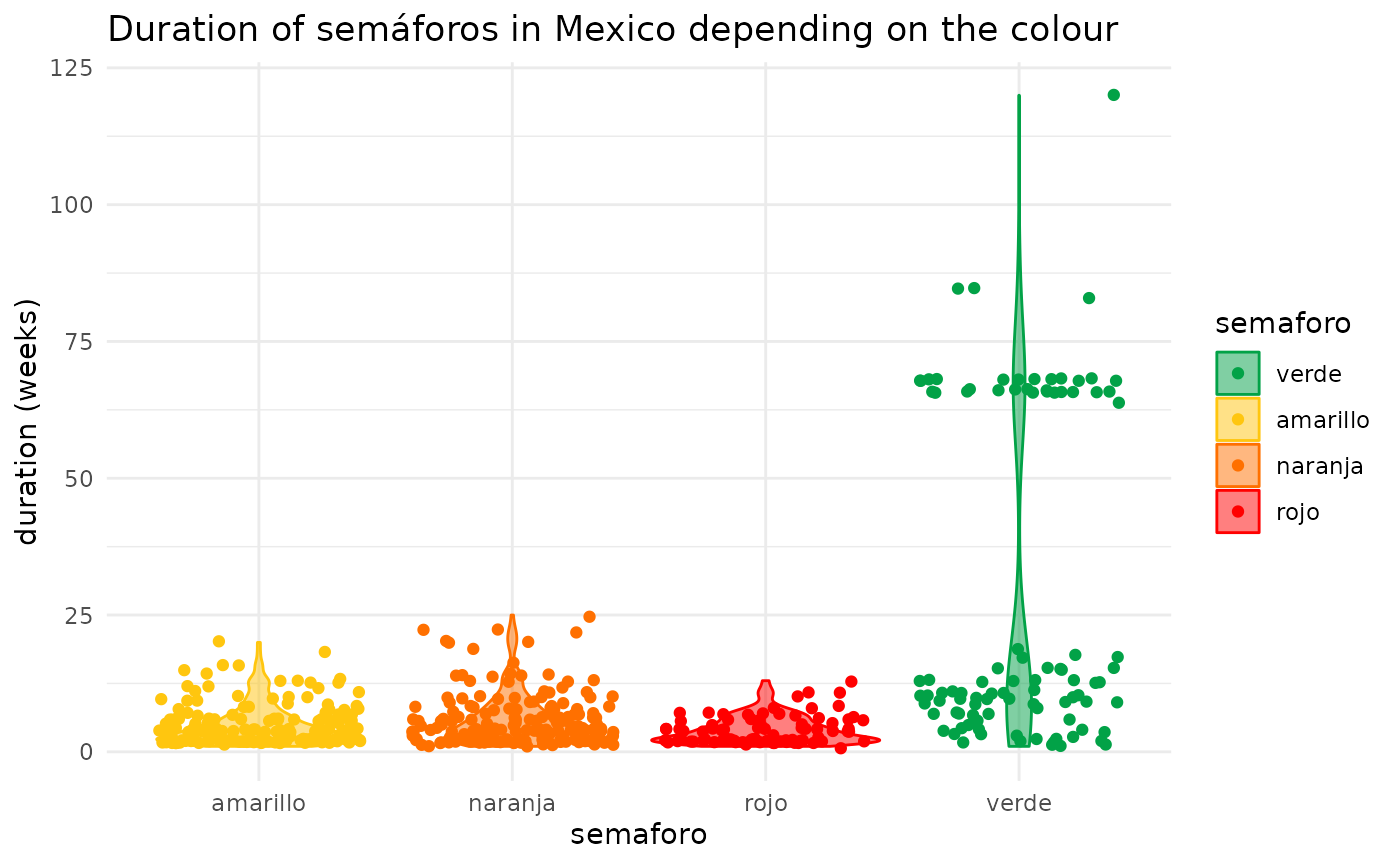 Duration of semáforos in Mexico depending on the colour
125
100
75
50
25
0
duration (weeks)
amarillo
naranja
rojo
verde
semaforo
semaforo
verde
amarillo
naranja
rojo